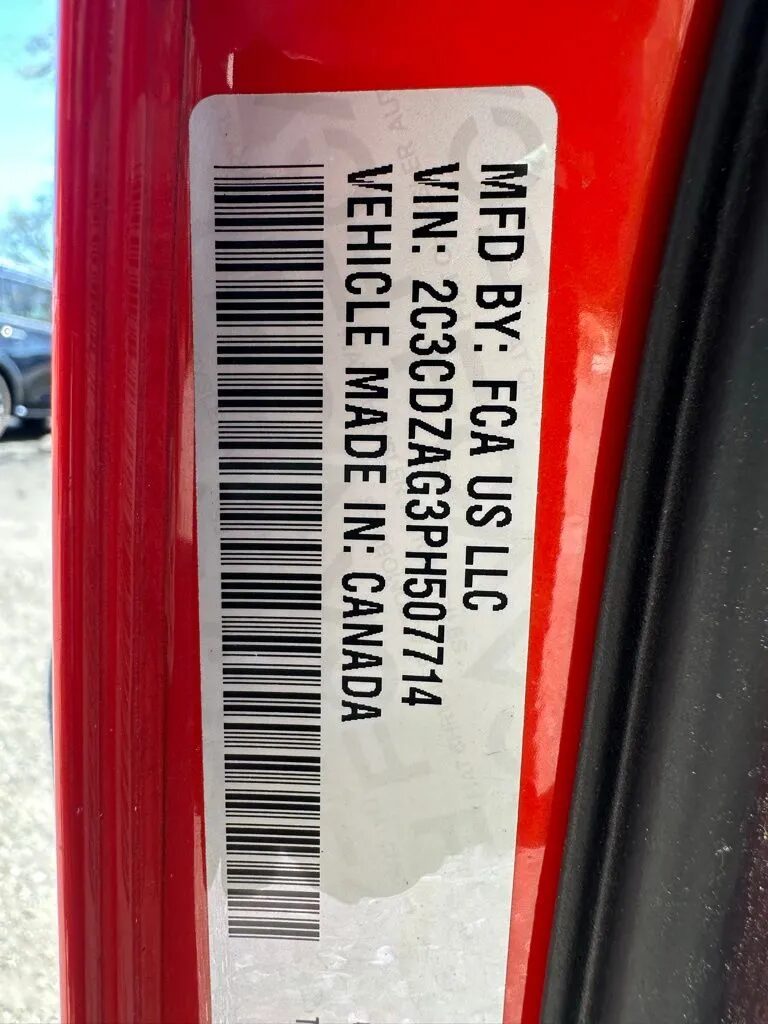 MFD BY: FCA US LLC
VIN: 2C3CDZAG3PH507714
VEHICLE MADE IN: CANADA